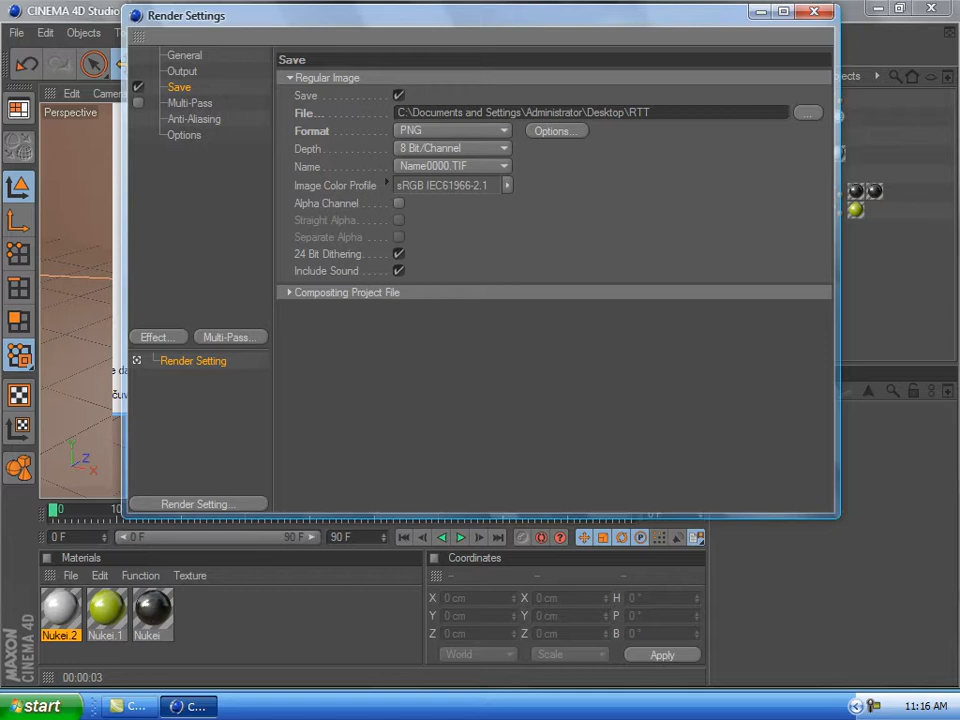 CINEMA 4D Studio
Render Settings
File Edit Objects
Edit Camera
Perspective
General
Output
Save
Multi-Pass
Anti-Aliasing
Options
Effect...
Multi-Pass...
Render Setting
Render Setting...
Save
Regular Image
Save
File... C:\Documents and Settings\Administrator\Desktop\RTT ...
Format PNG Options...
Depth 8 Bit/Channel
Name Name0000.TIF
Image Color Profile sRGB IEC61966-2.1
Alpha Channel
Straight Alpha
Separate Alpha
24 Bit Dithering
Include Sound
Compositing Project File
0 10
0 F 0 F 90 F 90 F
Materials
File Edit Function Texture
Nukei.2 Nukei.1 Nukei
Coordinates
X 0 cm X 0 cm H 0 °
Y 0 cm Y 0 cm P 0 °
Z 0 cm Z 0 cm B 0 °
World Scale Apply
MAXON
CINEMA 4D
00:00:03
start C... C... 11:16 AM